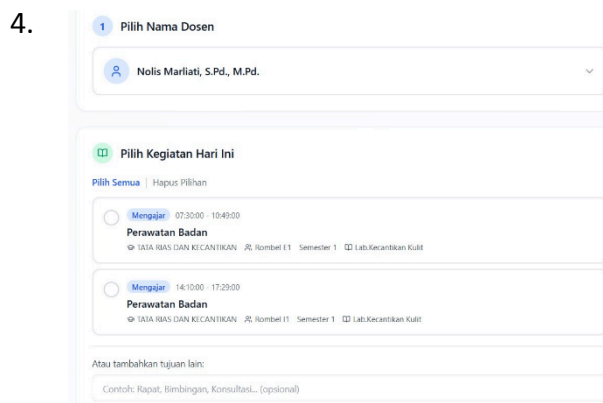 4.
1 Pilih Nama Dosen
Nolis Marliati, S.Pd., M.Pd.
Pilih Kegiatan Hari Ini
Pilih Semua | Hapus Pilihan
Mengajar 07:30:00 - 10:49:00
Perawatan Badan
TATA RIAS DAN KECANTIKAN Rombel E1 Semester 1 Lab.Kecantikan Kulit
Mengajar 14:10:00 - 17:29:00
Perawatan Badan
TATA RIAS DAN KECANTIKAN Rombel I1 Semester 1 Lab.Kecantikan Kulit
Atau tambahkan tujuan lain:
Contoh: Rapat, Bimbingan, Konsultasi... (opsional)